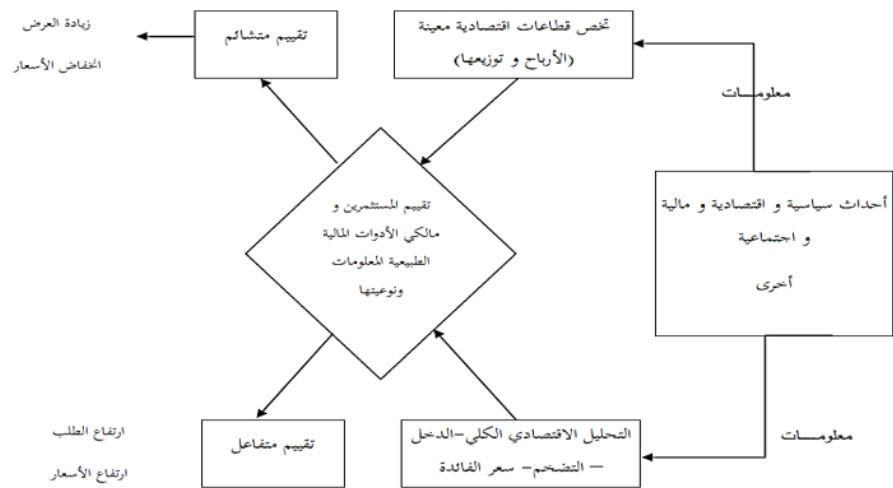 زيادة العرض
انخفاض الأسعار
تقييم متشائم
تخص قطاعات اقتصادية معينة
(الأرباح و توزيعها)
معلومـــات
أحداث سياسية و اقتصادية و مالية
و اجتماعية
أخرى
تقييم المستثمرين و
مالكي الأدوات المالية
الطبيعية المعلومات
ونوعيتها
معلومـــات
التحليل الاقتصادي الكلي-الدخل
– التضخم- سعر الفائدة
تقييم متفاعل
ارتفاع الطلب
ارتفاع الأسعار